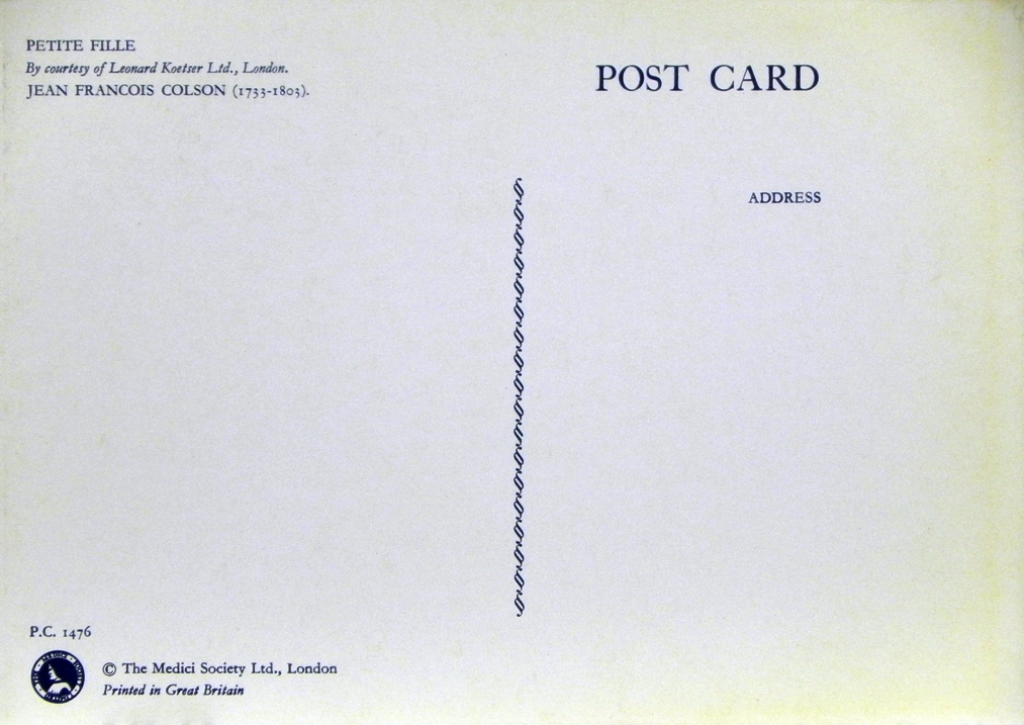 PETITE FILLE
By courtesy of Leonard Koetser Ltd., London.
JEAN FRANCOIS COLSON (1733-1803).
POST CARD
ADDRESS
P.C. 1476
© The Medici Society Ltd., London
Printed in Great Britain